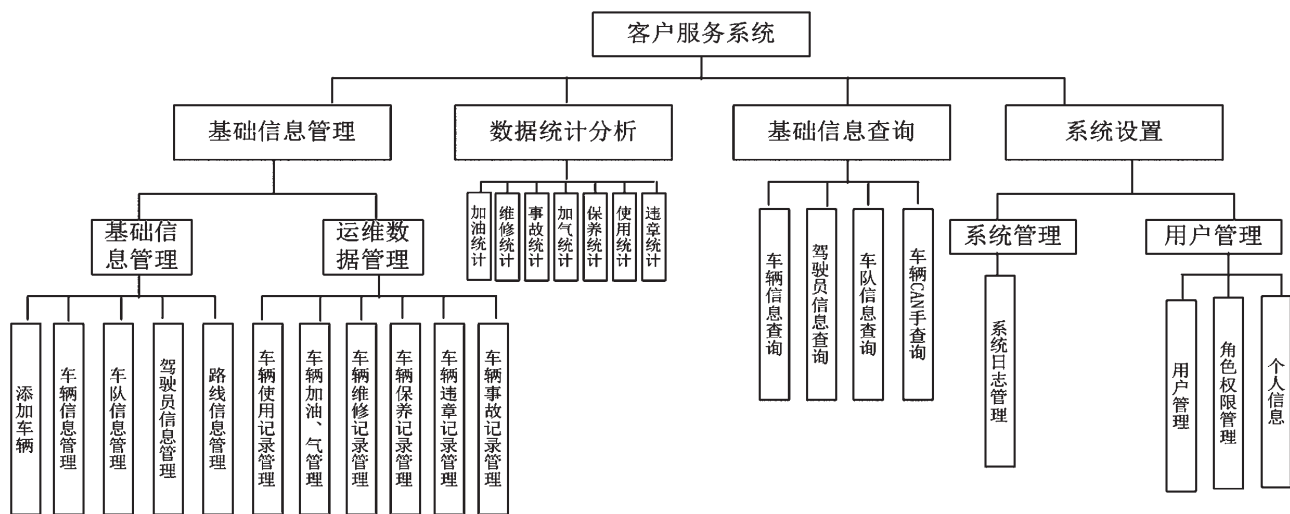 客户服务系统
基础信息管理
数据统计分析
基础信息查询
系统设置
基础信
息管理
运维数
据管理
加油统计
维修统计
事故统计
加气统计
保养统计
使用统计
违章统计
车辆信息查询
驾驶员信息查询
车队信息查询
车辆CAN手查询
系统管理
用户管理
添加车辆
车辆信息管理
车队信息管理
驾驶员信息管理
路线信息管理
车辆使用记录管理
车辆加油、气管理
车辆维修记录管理
车辆保养记录管理
车辆违章记录管理
车辆事故记录管理
系统日志管理
用户管理
角色权限管理
个人信息